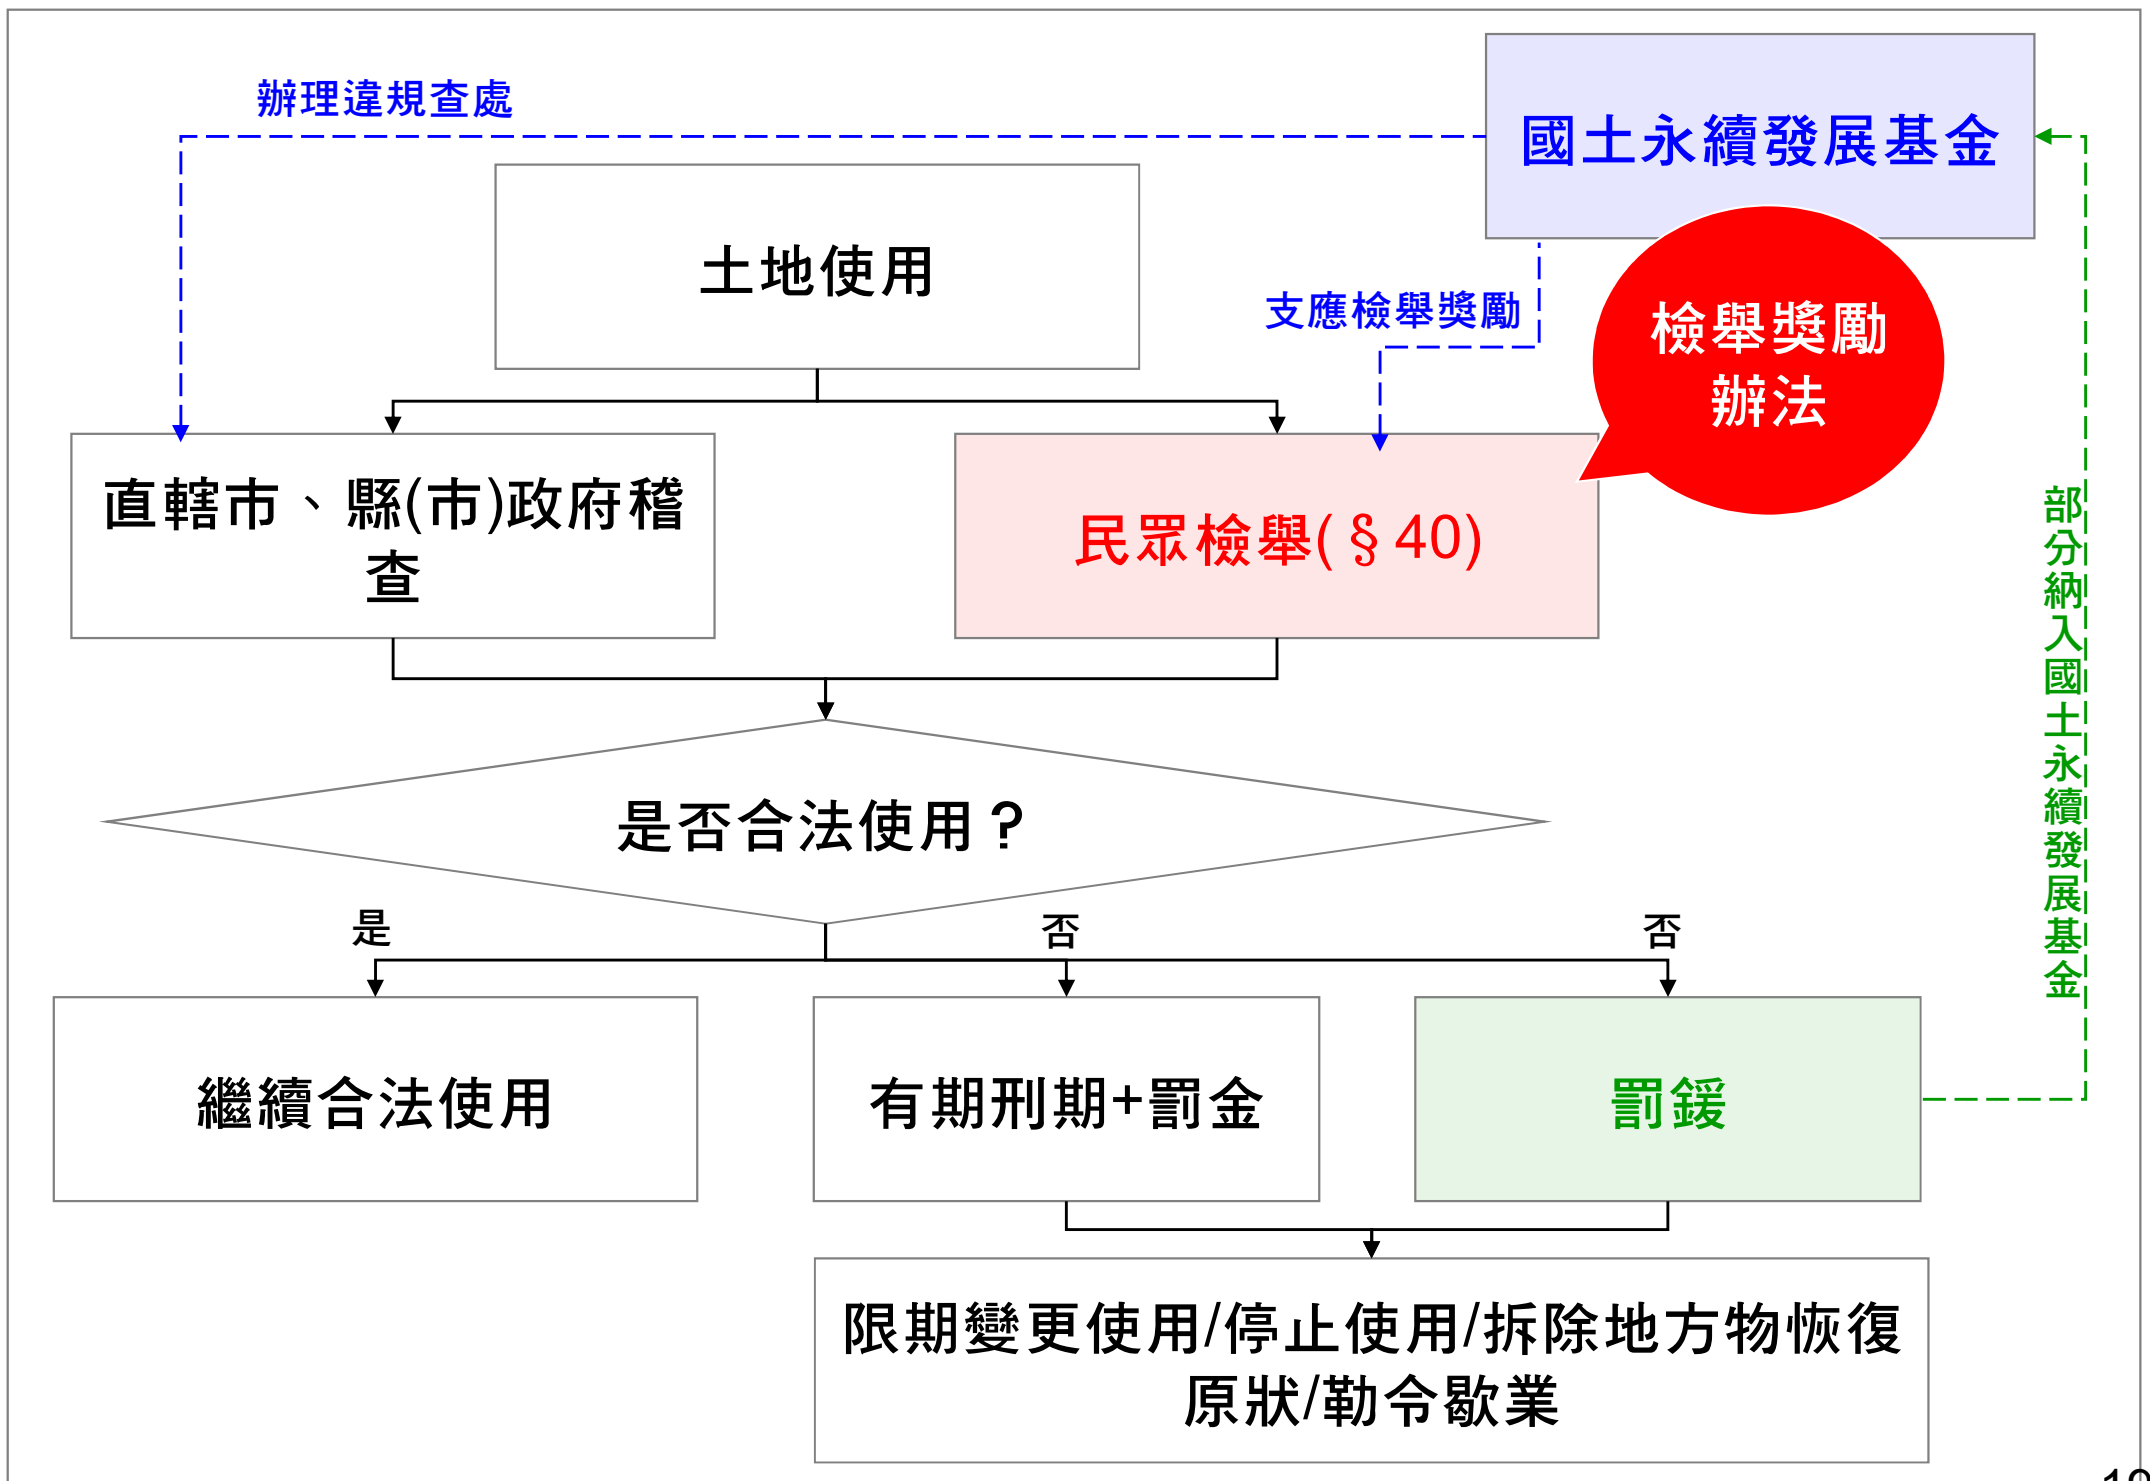 辦理違規查處
國土永續發展基金
土地使用
支應檢舉獎勵
檢舉獎勵
辦法
直轄市、縣(市)政府稽
查
民眾檢舉(§40)
部分納入國土永續發展基金
是否合法使用？
是
否
否
繼續合法使用
有期刑期+罰金
罰鍰
限期變更使用/停止使用/拆除地方物恢復
原狀/勒令歇業